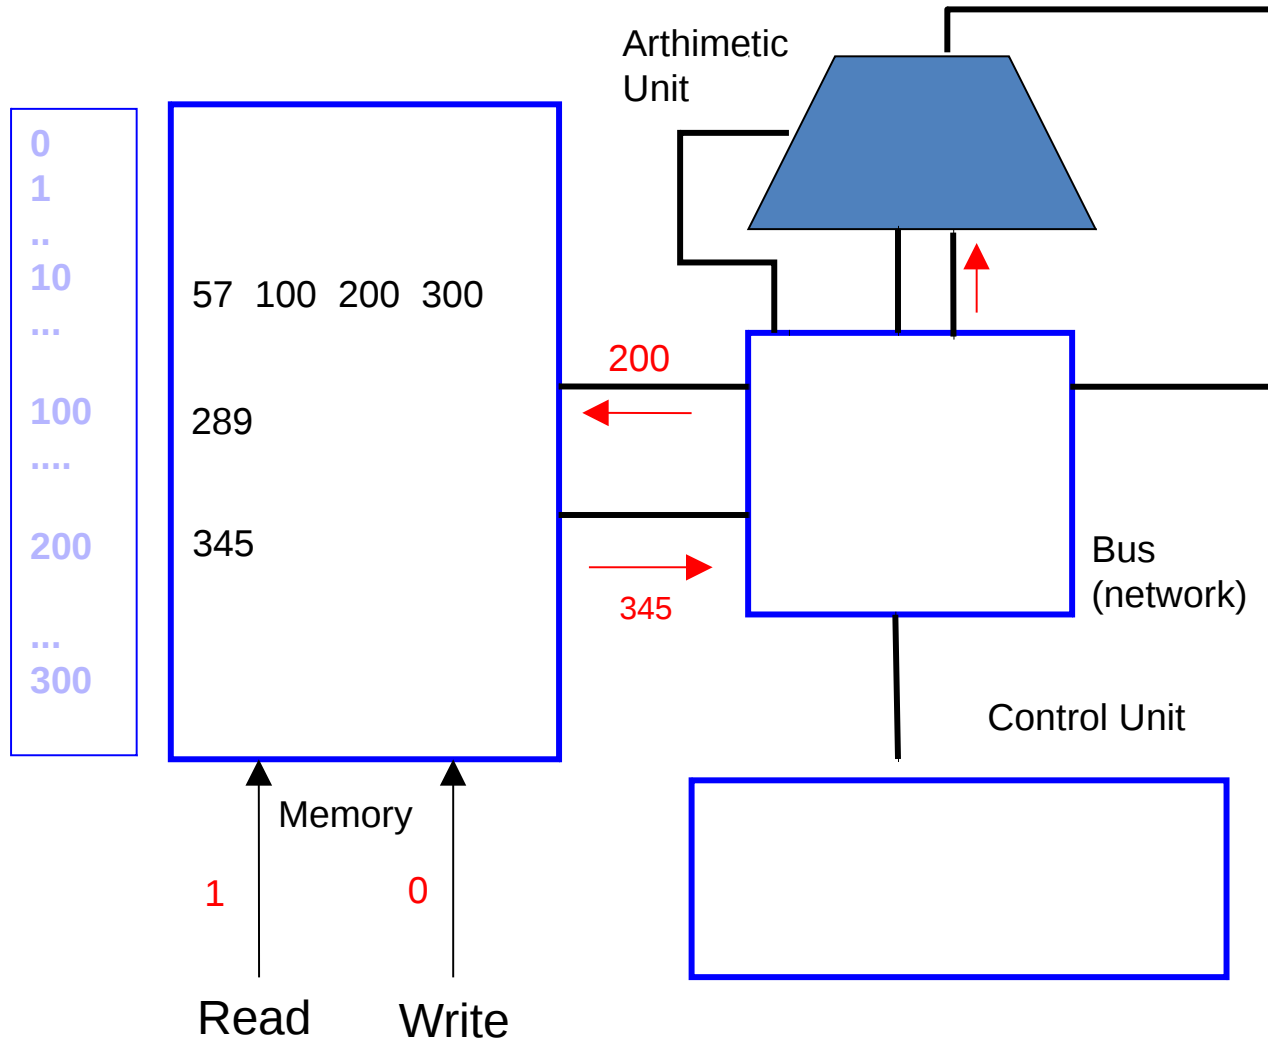 Arthimetic
Unit
0
1
..
10
...
100
....
200
...
300
57 100 200 300
289
345
200
345
Bus
(network)
Control Unit
Memory
1
0
Read
Write